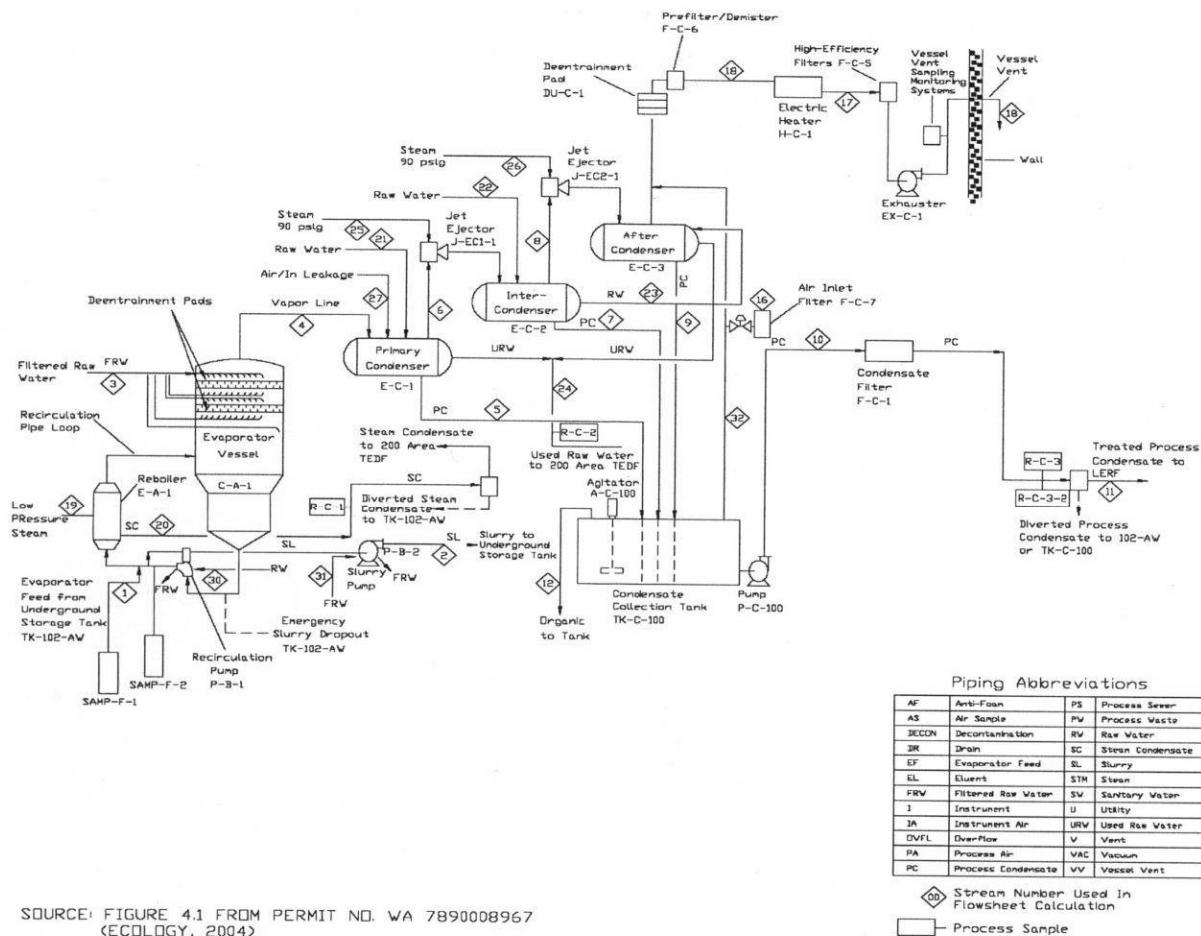 Prefilter/Demister
F-C-6
Deentrainment
Pad
DU-C-1
18
High-Efficiency
Filters F-C-5
Vessel
Vent
Sampling
Monitoring
Systems
Vessel
Vent
18
17
Electric
Heater
H-C-1
Wall
Exhauster
EX-C-1
Steam
90 psig
26
Jet
Ejector
J-EC2-1
22
Raw Water
Steam
90 psig
25
21
Jet
Ejector
J-EC1-1
8
After
Condenser
E-C-3
Raw Water
Air/In Leakage
27
6
Inter-
Condenser
E-C-2
RW
23
PC
PC
7
9
16
Air Inlet
Filter F-C-7
Deentrainment Pads
Vapor Line
4
Primary
Condenser
E-C-1
URW
URW
24
PC
10
PC
Condensate
Filter
F-C-1
FRW
Filtered Raw
Water
3
Recirculation
Pipe Loop
Evaporator
Vessel
C-A-1
PC
5
R-C-2
32
Steam Condensate
to 200 Area
TEDF
Used Raw Water
to 200 Area TEDF
Reboiler
E-A-1
SC
R-C-1
Diverted Steam
Condensate
to TK-102-AW
Agitator
A-C-100
Treated Process
Condensate to
LERF
R-C-3
R-C-3-2
11
Diverted Process
Condensate to 102-AW
or TK-C-100
19
Low
PRessure
Steam
SC
20
SL
P-B-2
SL
2
Slurry to
Underground
Storage Tank
Slurry
Pump
FRW
31
FRW
FRW
30
RW
1
Evaporator
Feed from
Underground
Storage Tank
TK-102-AW
Emergency
Slurry Dropout
TK-102-AW
Recirculation
Pump
P-B-1
SAMP-F-2
SAMP-F-1
12
Organic
to Tank
Condensate
Collection Tank
TK-C-100
Pump
P-C-100
Piping Abbreviations
AF Anti-Foam PS Process Sewer
AS Air Sample PW Process Waste
DECON Decontamination RW Raw Water
DR Drain SC Steam Condensate
EF Evaporator Feed SL Slurry
EL Eluent STM Steam
FRW Filtered Raw Water SW Sanitary Water
I Instrument U Utility
IA Instrument Air URW Used Raw Water
OVFL Overflow V Vent
PA Process Air VAC Vacuum
PC Process Condensate VV Vessel Vent
00 Stream Number Used In
Flowsheet Calculation
Process Sample
SOURCE: FIGURE 4.1 FROM PERMIT NO. WA 7890008967
(ECOLOGY, 2004)